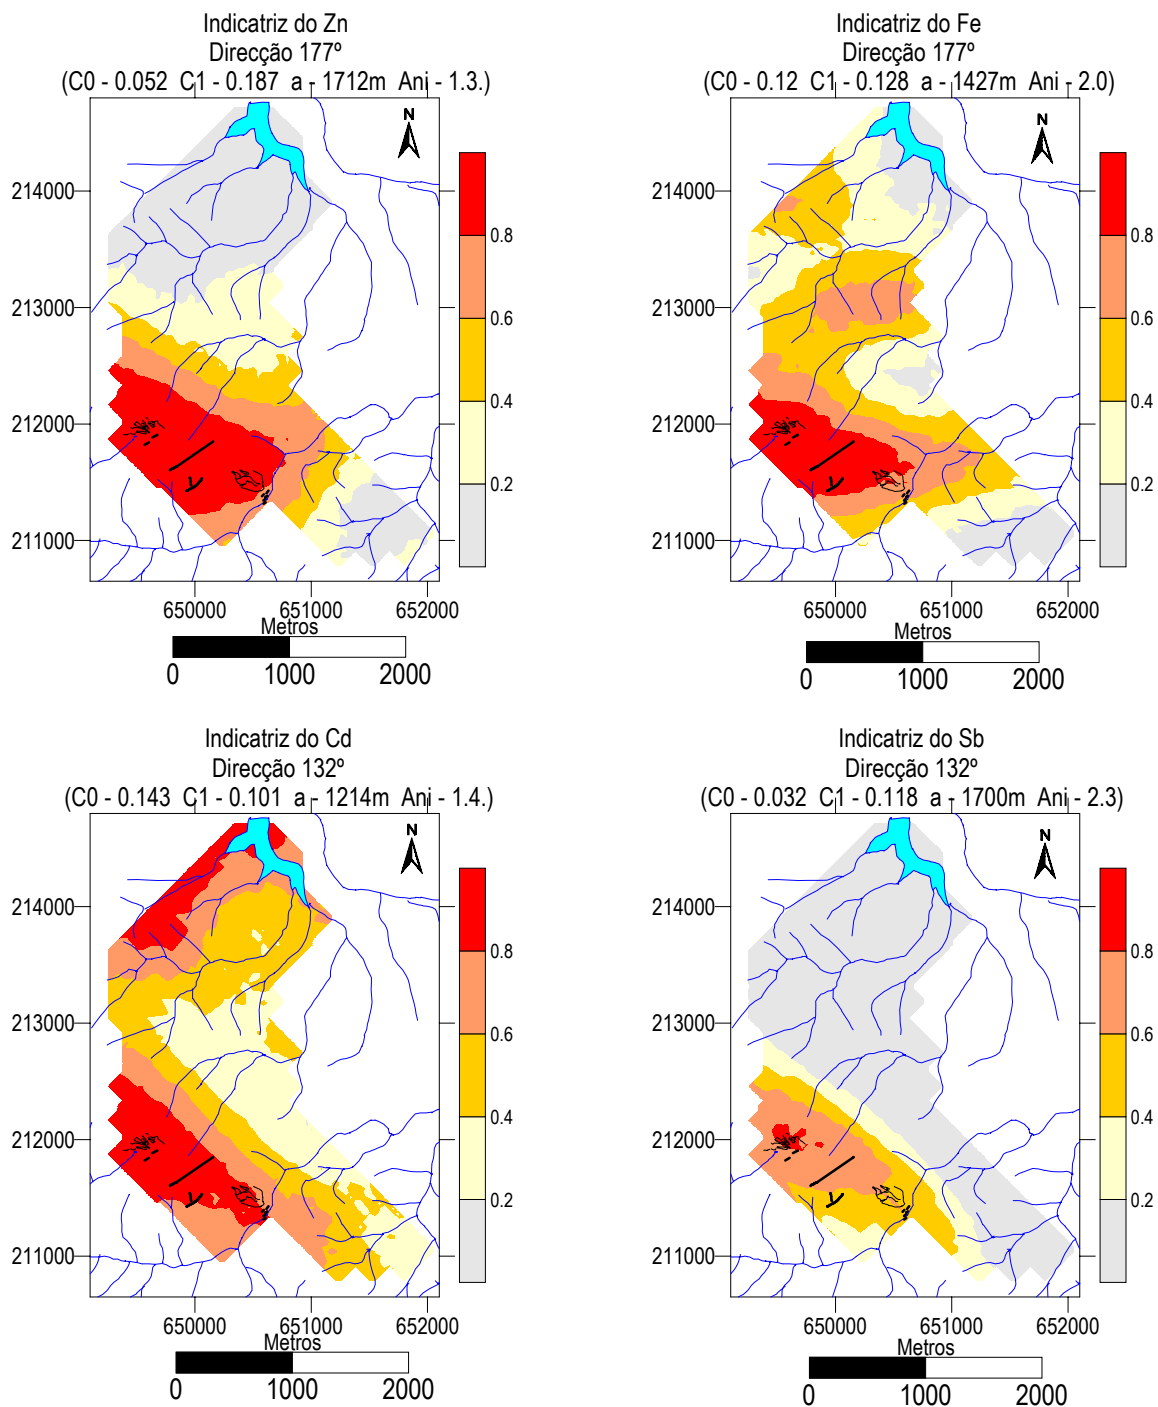 Indicatriz do Zn
Direcção 177º
(C0 - 0.052 C1 - 0.187 a - 1712m Ani - 1.3.)
N
214000
213000
212000
211000
0.8
0.6
0.4
0.2
650000 651000 652000
Metros
0 1000 2000
Indicatriz do Fe
Direcção 177º
(C0 - 0.12 C1 - 0.128 a - 1427m Ani - 2.0)
N
214000
213000
212000
211000
0.8
0.6
0.4
0.2
650000 651000 652000
Metros
0 1000 2000
Indicatriz do Cd
Direcção 132º
(C0 - 0.143 C1 - 0.101 a - 1214m Ani - 1.4.)
N
214000
213000
212000
211000
0.8
0.6
0.4
0.2
650000 651000 652000
Metros
0 1000 2000
Indicatriz do Sb
Direcção 132º
(C0 - 0.032 C1 - 0.118 a - 1700m Ani - 2.3)
N
214000
213000
212000
211000
0.8
0.6
0.4
0.2
650000 651000 652000
Metros
0 1000 2000